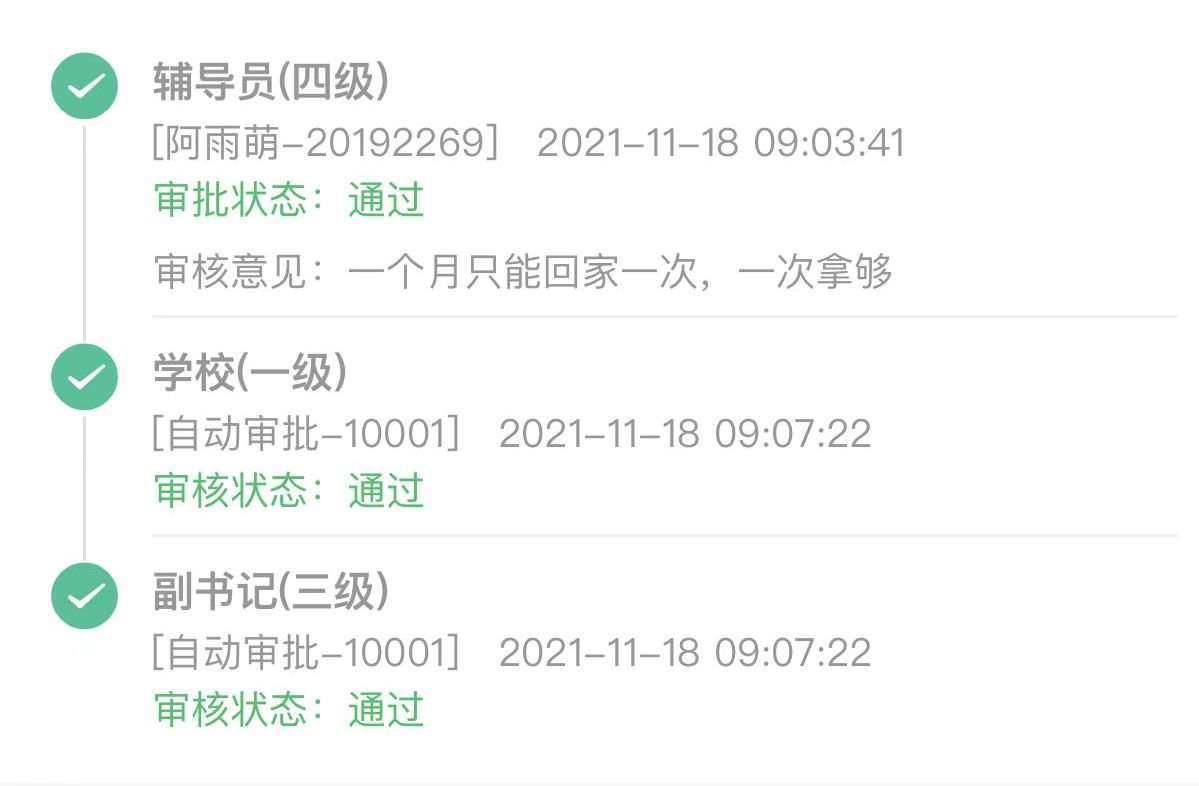 辅导员(四级)
[阿雨萌-20192269] 2021-11-18 09:03:41
审批状态：通过
审核意见：一个月只能回家一次，一次拿够
学校(一级)
[自动审批-10001] 2021-11-18 09:07:22
审核状态：通过
副书记(三级)
[自动审批-10001] 2021-11-18 09:07:22
审核状态：通过